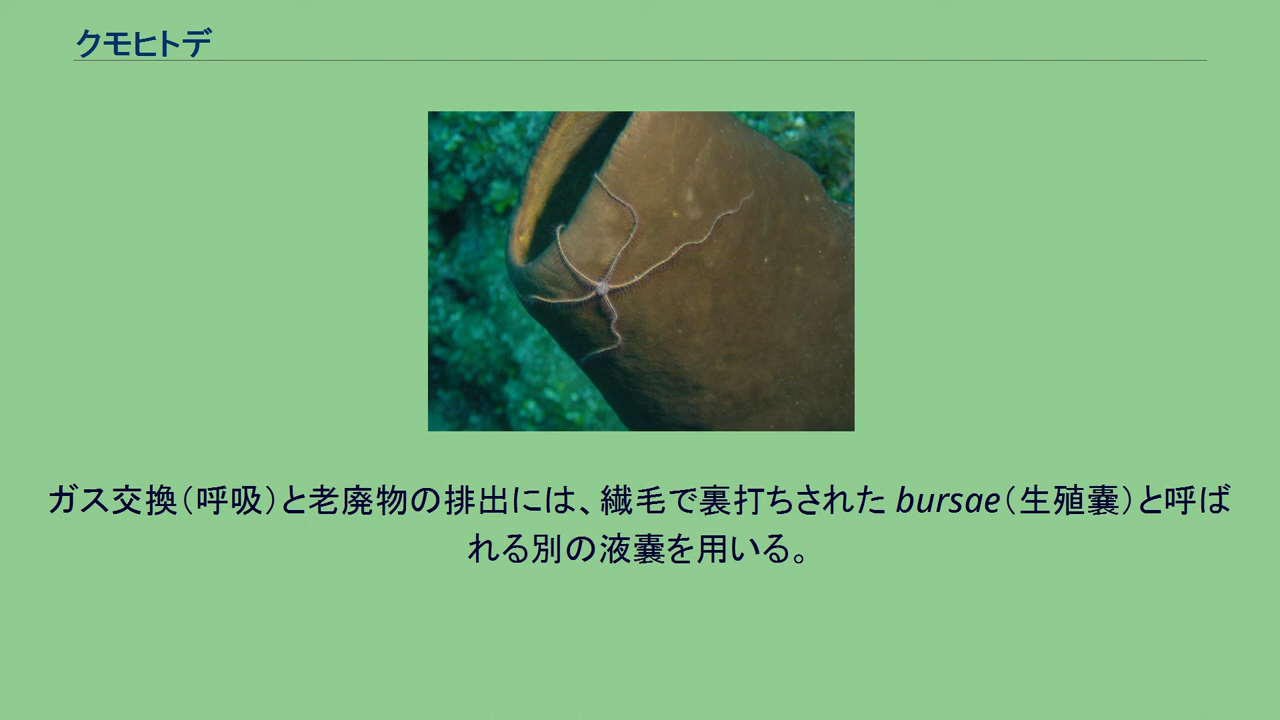 クモヒトデ
ガス交換（呼吸）と老廃物の排出には、繊毛で裏打ちされた bursae（生殖嚢）と呼ば
れる別の液嚢を用いる。